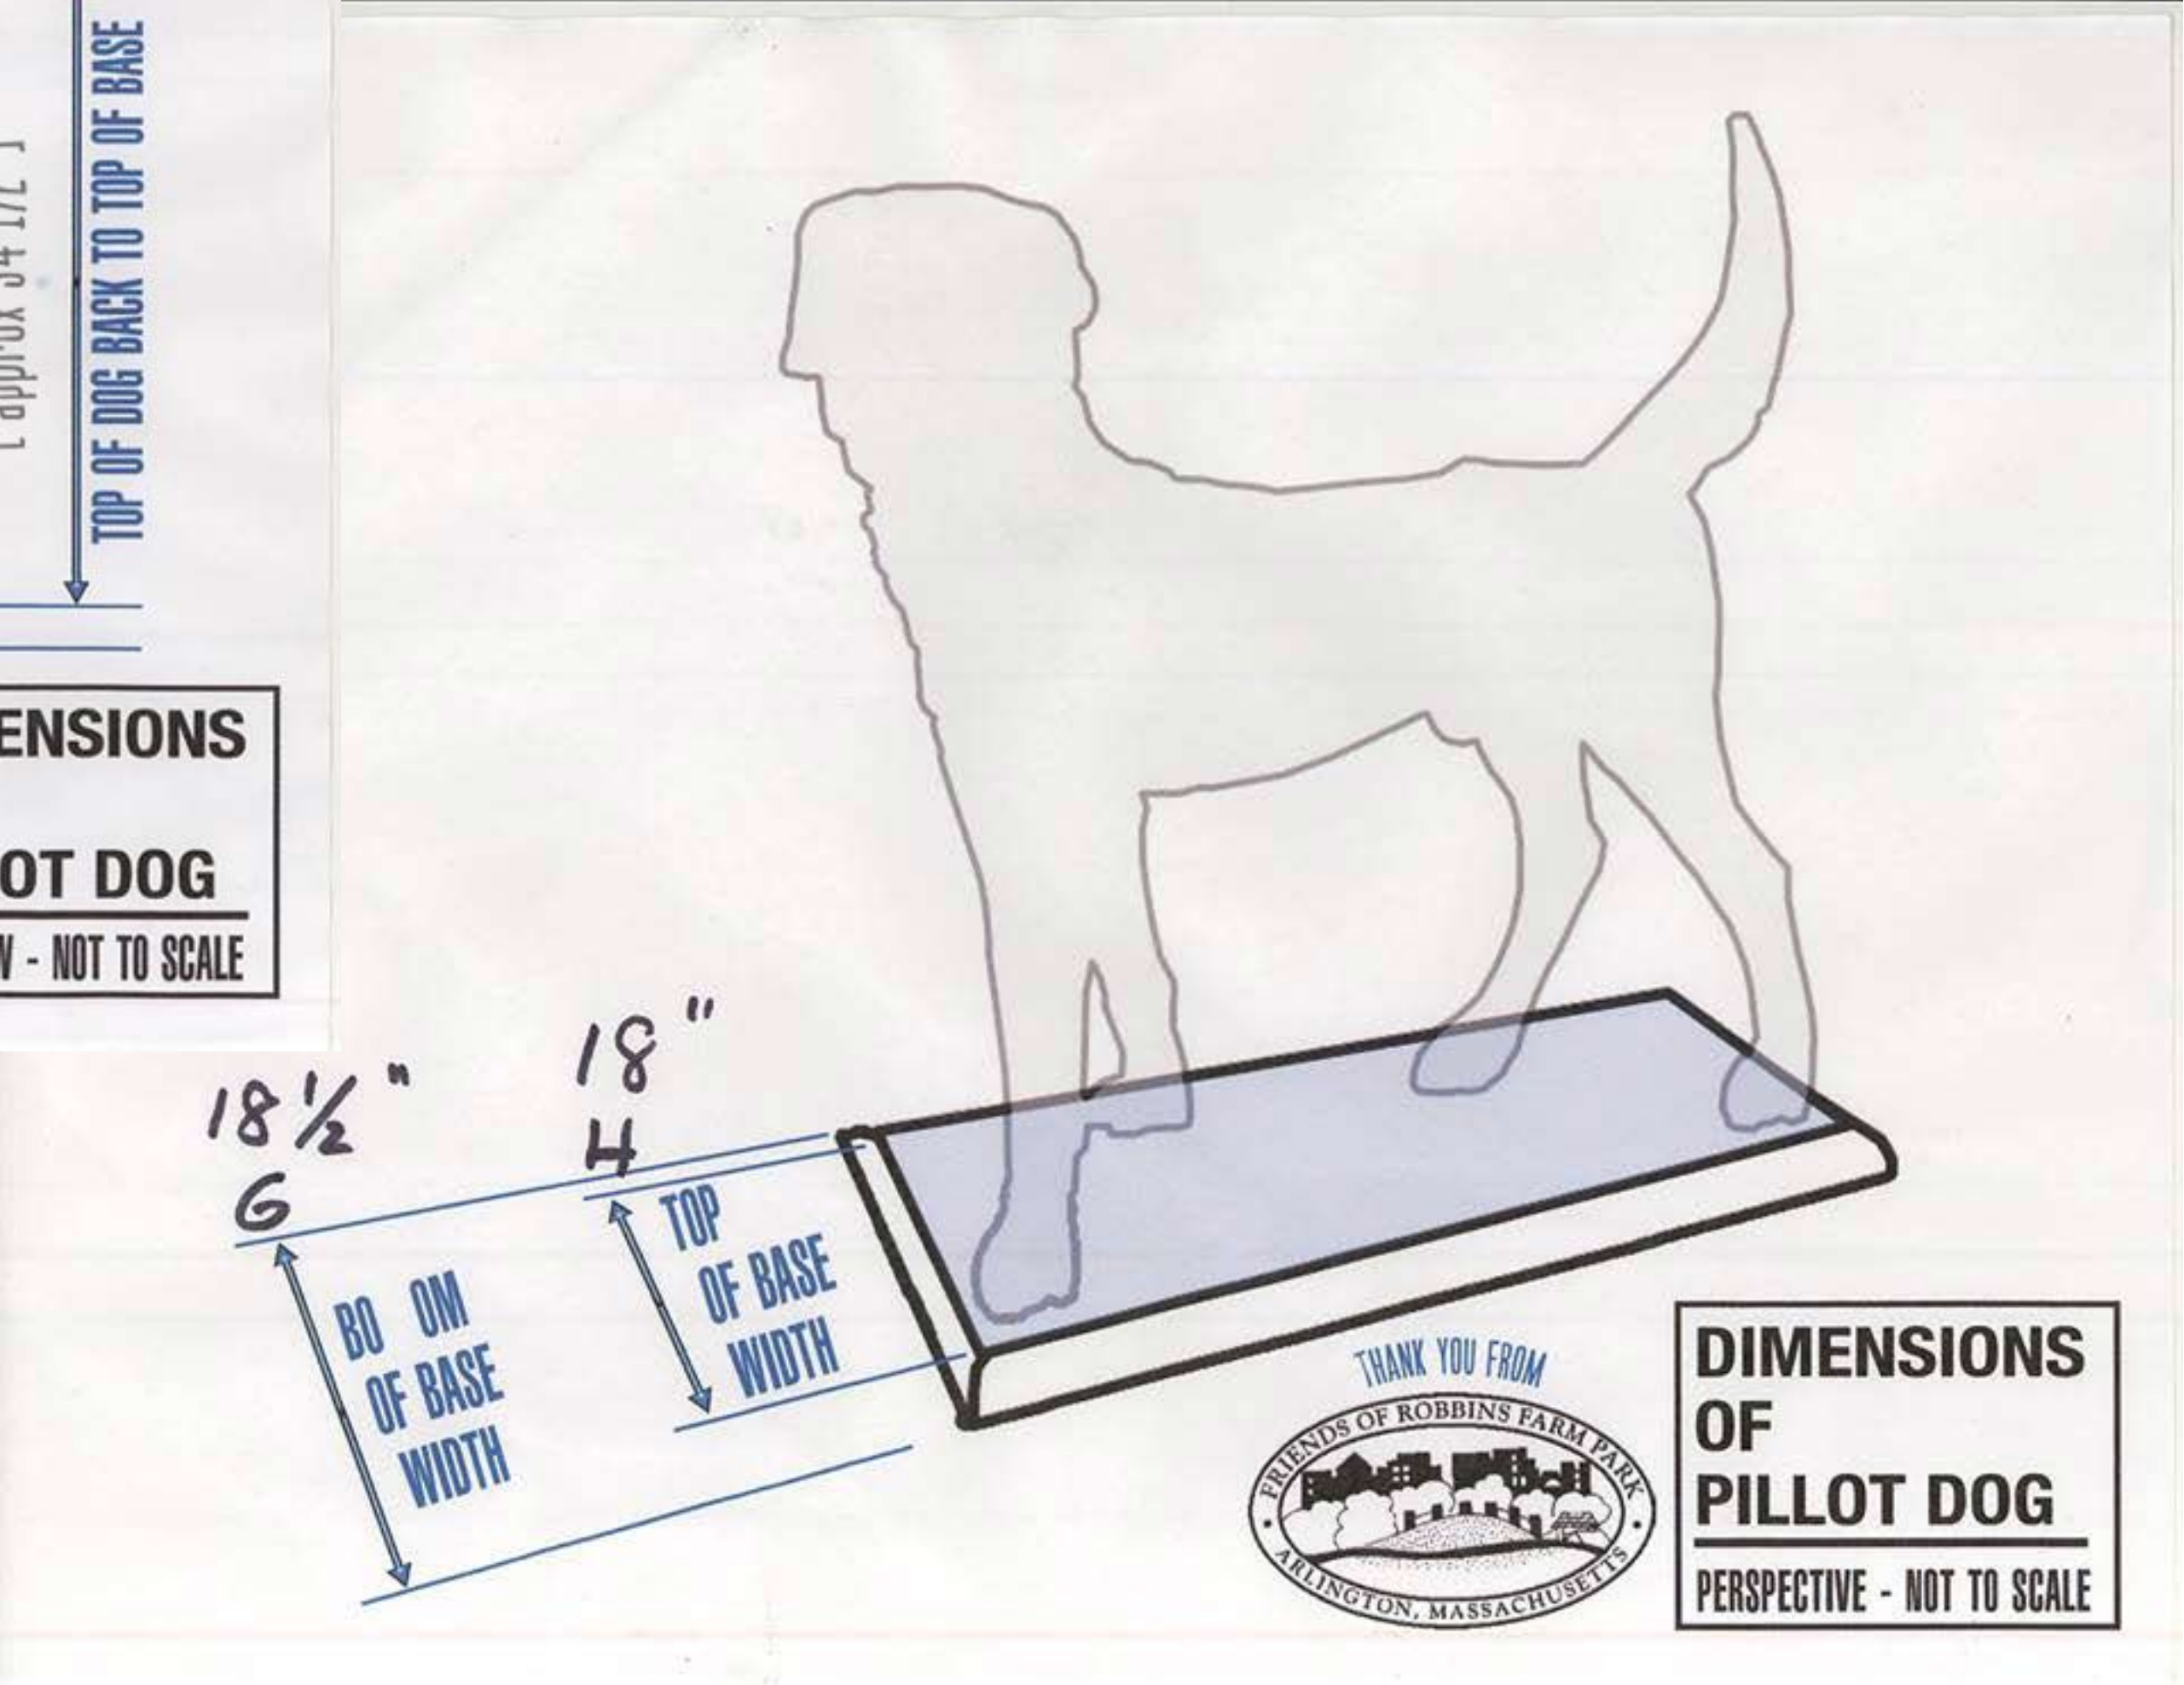 TOP OF DOG BACK TO TOP OF BASE
ENSIONS
OT DOG
- NOT TO SCALE
18 1/2 "
G
18 "
H
BO OM
OF BASE
WIDTH
TOP
OF BASE
WIDTH
THANK YOU FROM
FRIENDS OF ROBBINS FARM PARK
ARLINGTON, MASSACHUSETTS
DIMENSIONS
OF
PILLOT DOG
PERSPECTIVE - NOT TO SCALE